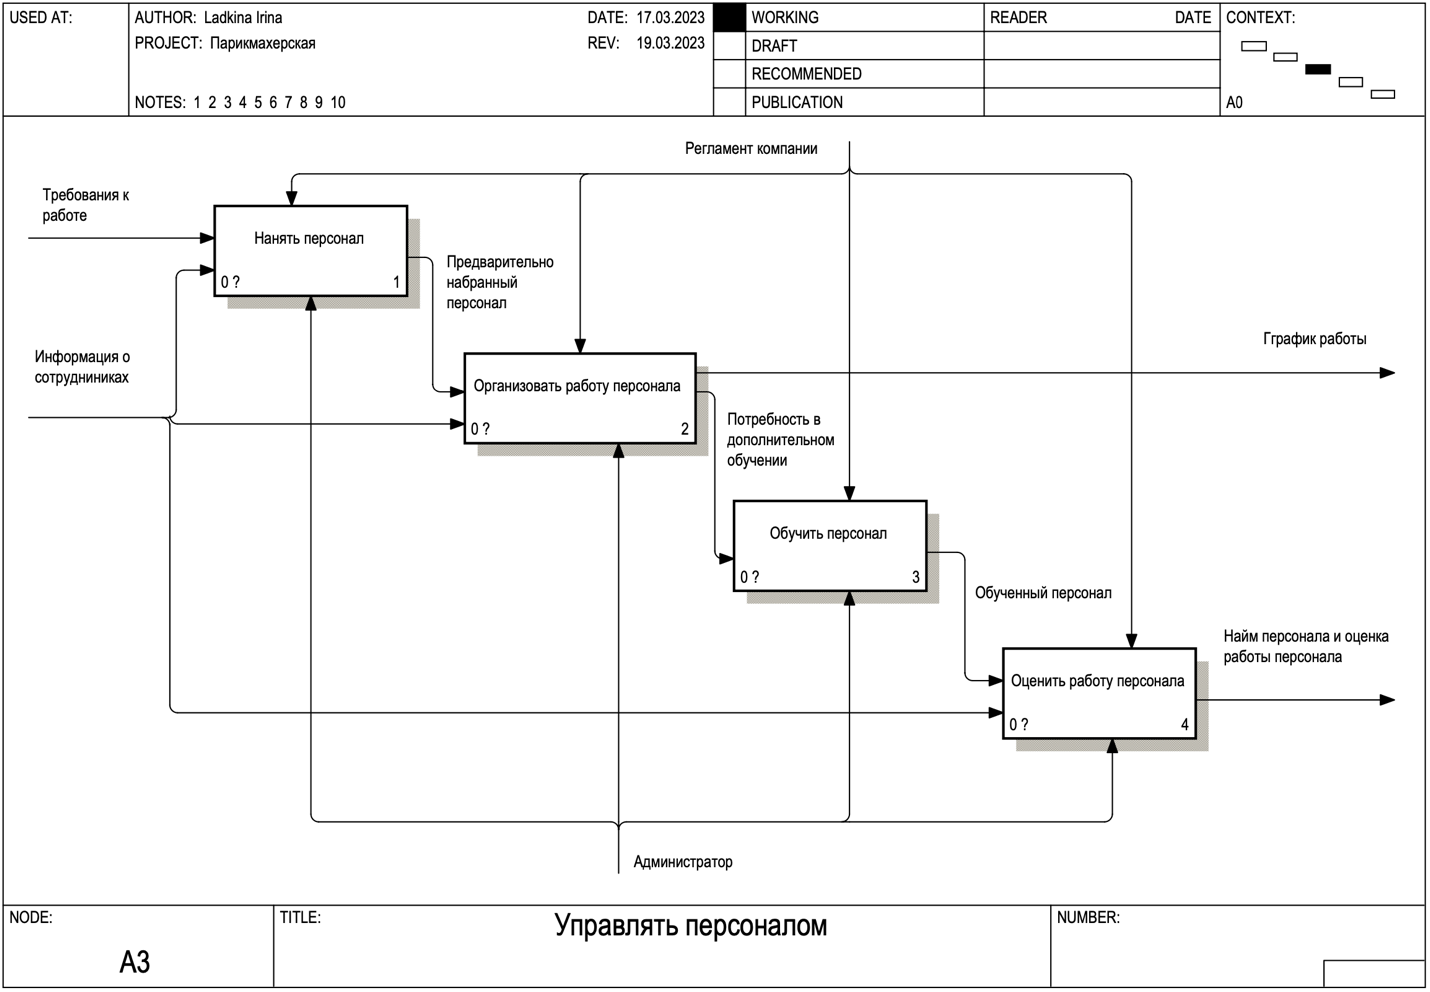 USED AT:
AUTHOR: Ladkina Irina
DATE: 17.03.2023
PROJECT: Парикмахерская
REV: 19.03.2023
NOTES: 1 2 3 4 5 6 7 8 9 10
WORKING
DRAFT
RECOMMENDED
PUBLICATION
READER
DATE
CONTEXT:
A0
Регламент компании
Требования к
работе
Нанять персонал
0 ?
1
Предварительно
набранный
персонал
Информация о
сотрудниниках
Организовать работу персонала
0 ?
2
Гграфик работы
Потребность в
дополнительном
обучении
Обучить персонал
0 ?
3
Обученный персонал
Найм персонала и оценка
работы персонала
Оценить работу персонала
0 ?
4
Администратор
NODE:
A3
TITLE:
Управлять персоналом
NUMBER: